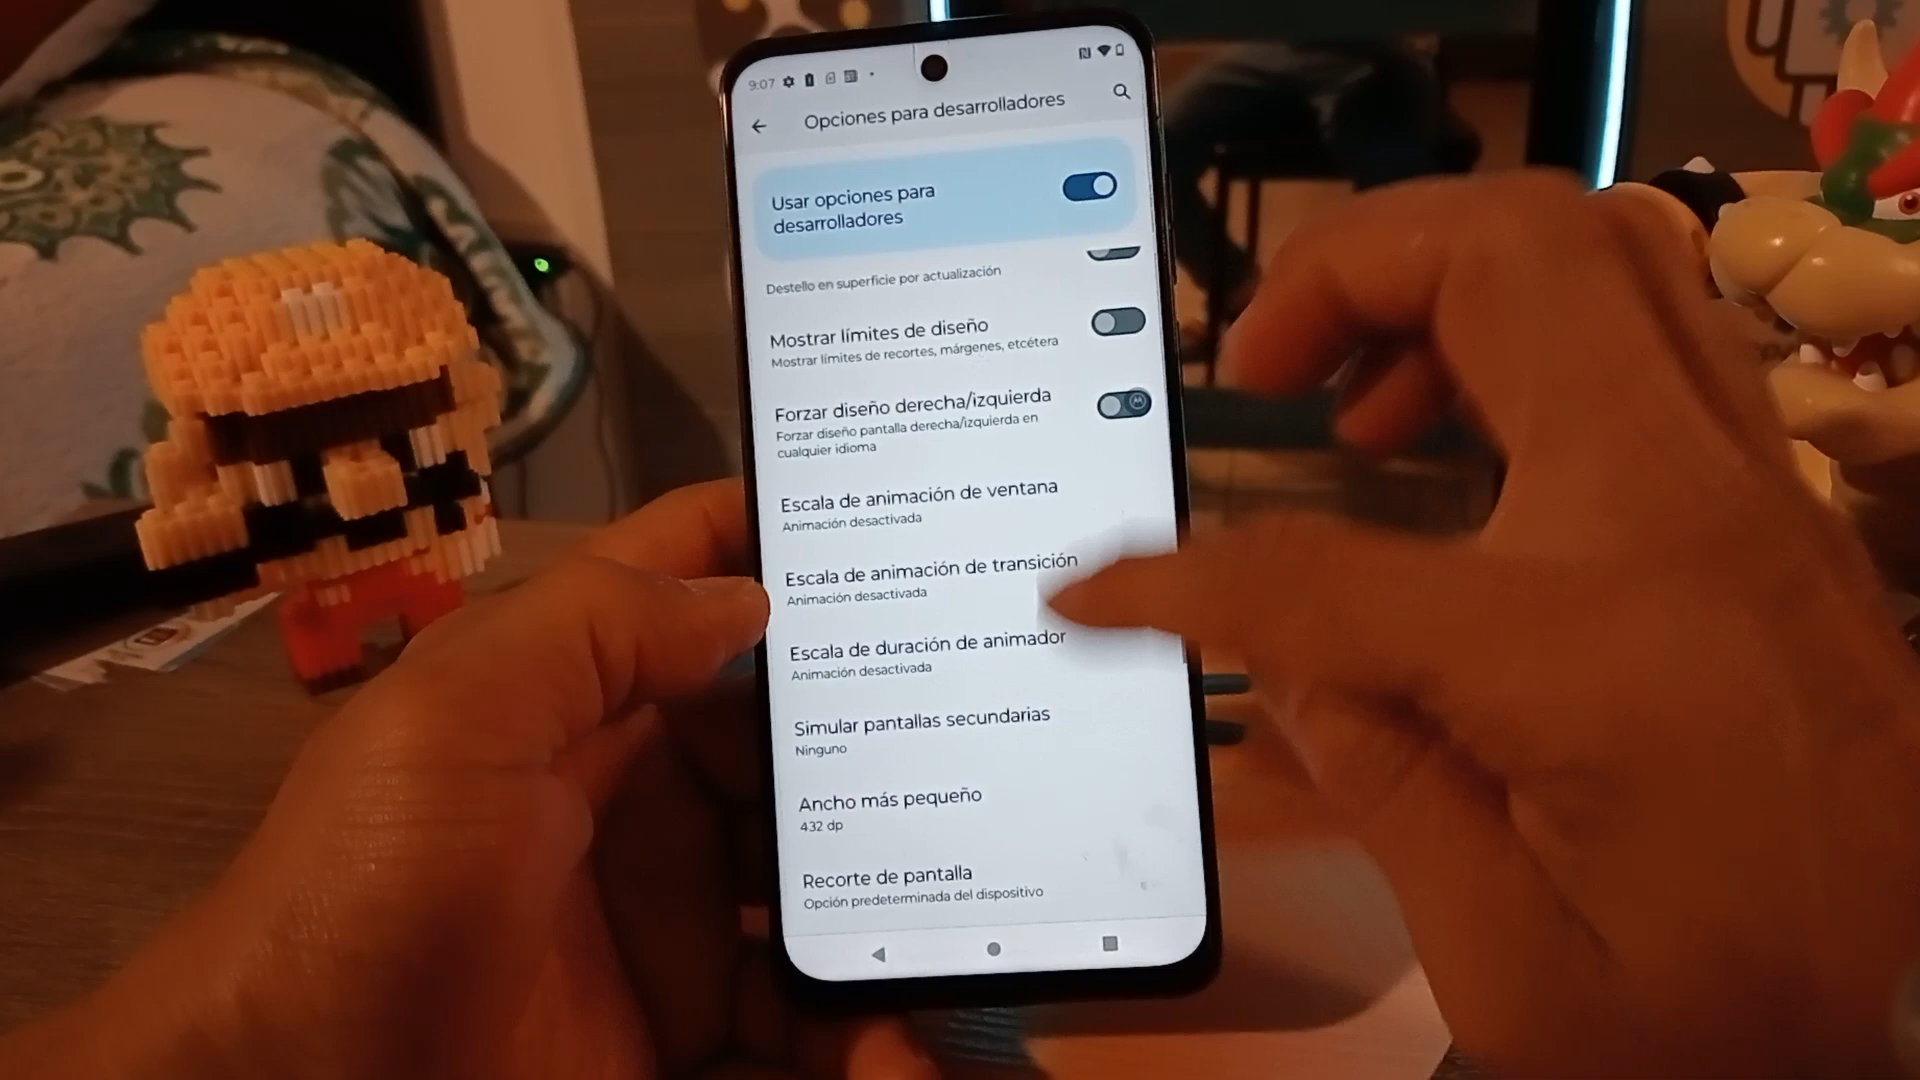 9:07
Opciones para desarrolladores
Usar opciones para
desarrolladores
Destello en superficie por actualización
Mostrar límites de diseño
Mostrar límites de recortes, márgenes, etcétera
Forzar diseño derecha/izquierda
Forzar diseño pantalla derecha/izquierda en
cualquier idioma
Escala de animación de ventana
Animación desactivada
Escala de animación de transición
Animación desactivada
Escala de duración de animador
Animación desactivada
Simular pantallas secundarias
Ninguno
Ancho más pequeño
432 dp
Recorte de pantalla
Opción predeterminada del dispositivo